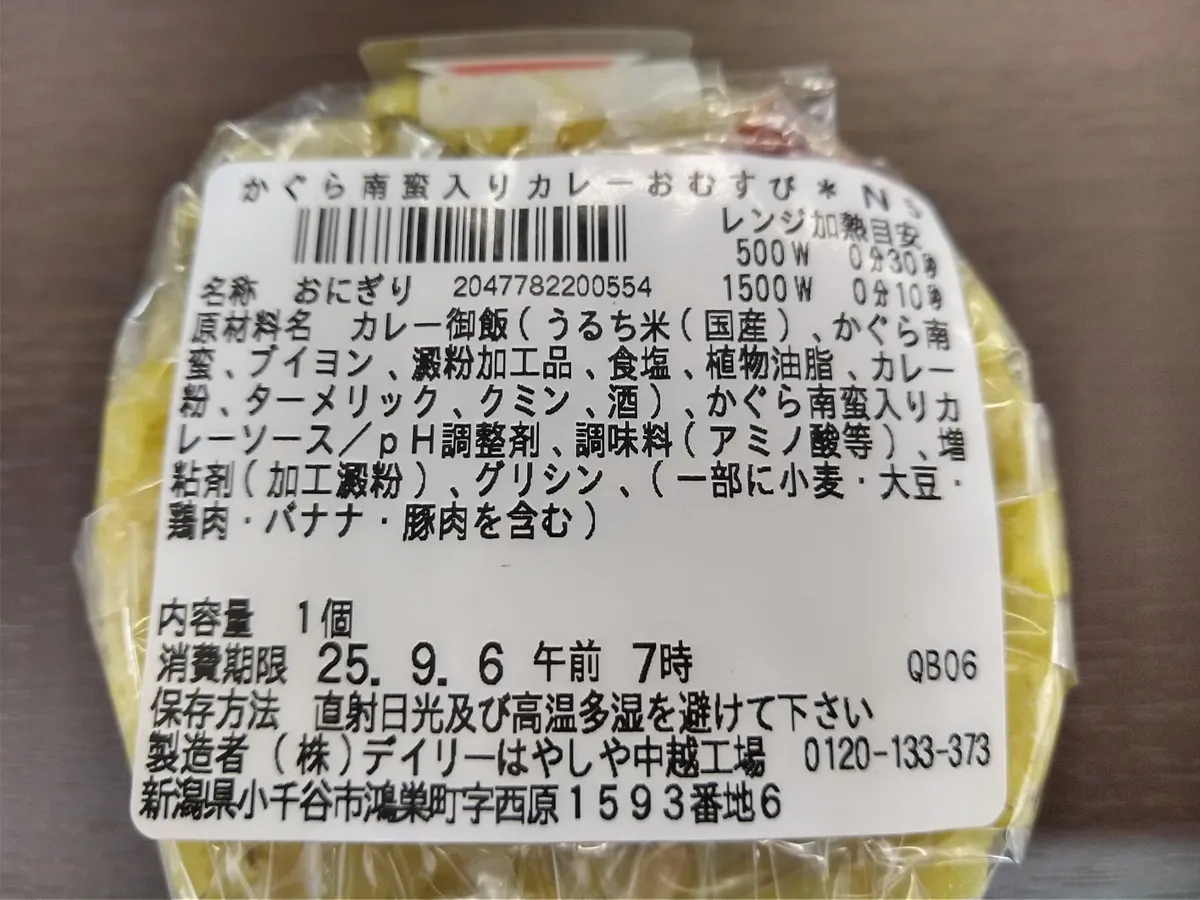 かぐら南蛮入りカレーおむすび＊NS
レンジ加熱目安
500W 0分30秒
1500W 0分10秒
名称 おにぎり 2047782200554
原材料名 カレー御飯(うるち米(国産)、かぐら南
蛮、ブイヨン、澱粉加工品、食塩、植物油脂、カレー
粉、ターメリック、クミン、酒)、かぐら南蛮入りカ
レーソース/pH調整剤、調味料(アミノ酸等)、増
粘剤(加工澱粉)、グリシン、(一部に小麦・大豆・
鶏肉・バナナ・豚肉を含む)
内容量 1個
消費期限 25. 9. 6 午前 7時 QB06
保存方法 直射日光及び高温多湿を避けて下さい
製造者 (株)デイリーはやしや中越工場 0120-133-373
新潟県小千谷市鴻巣町字西原1593番地6